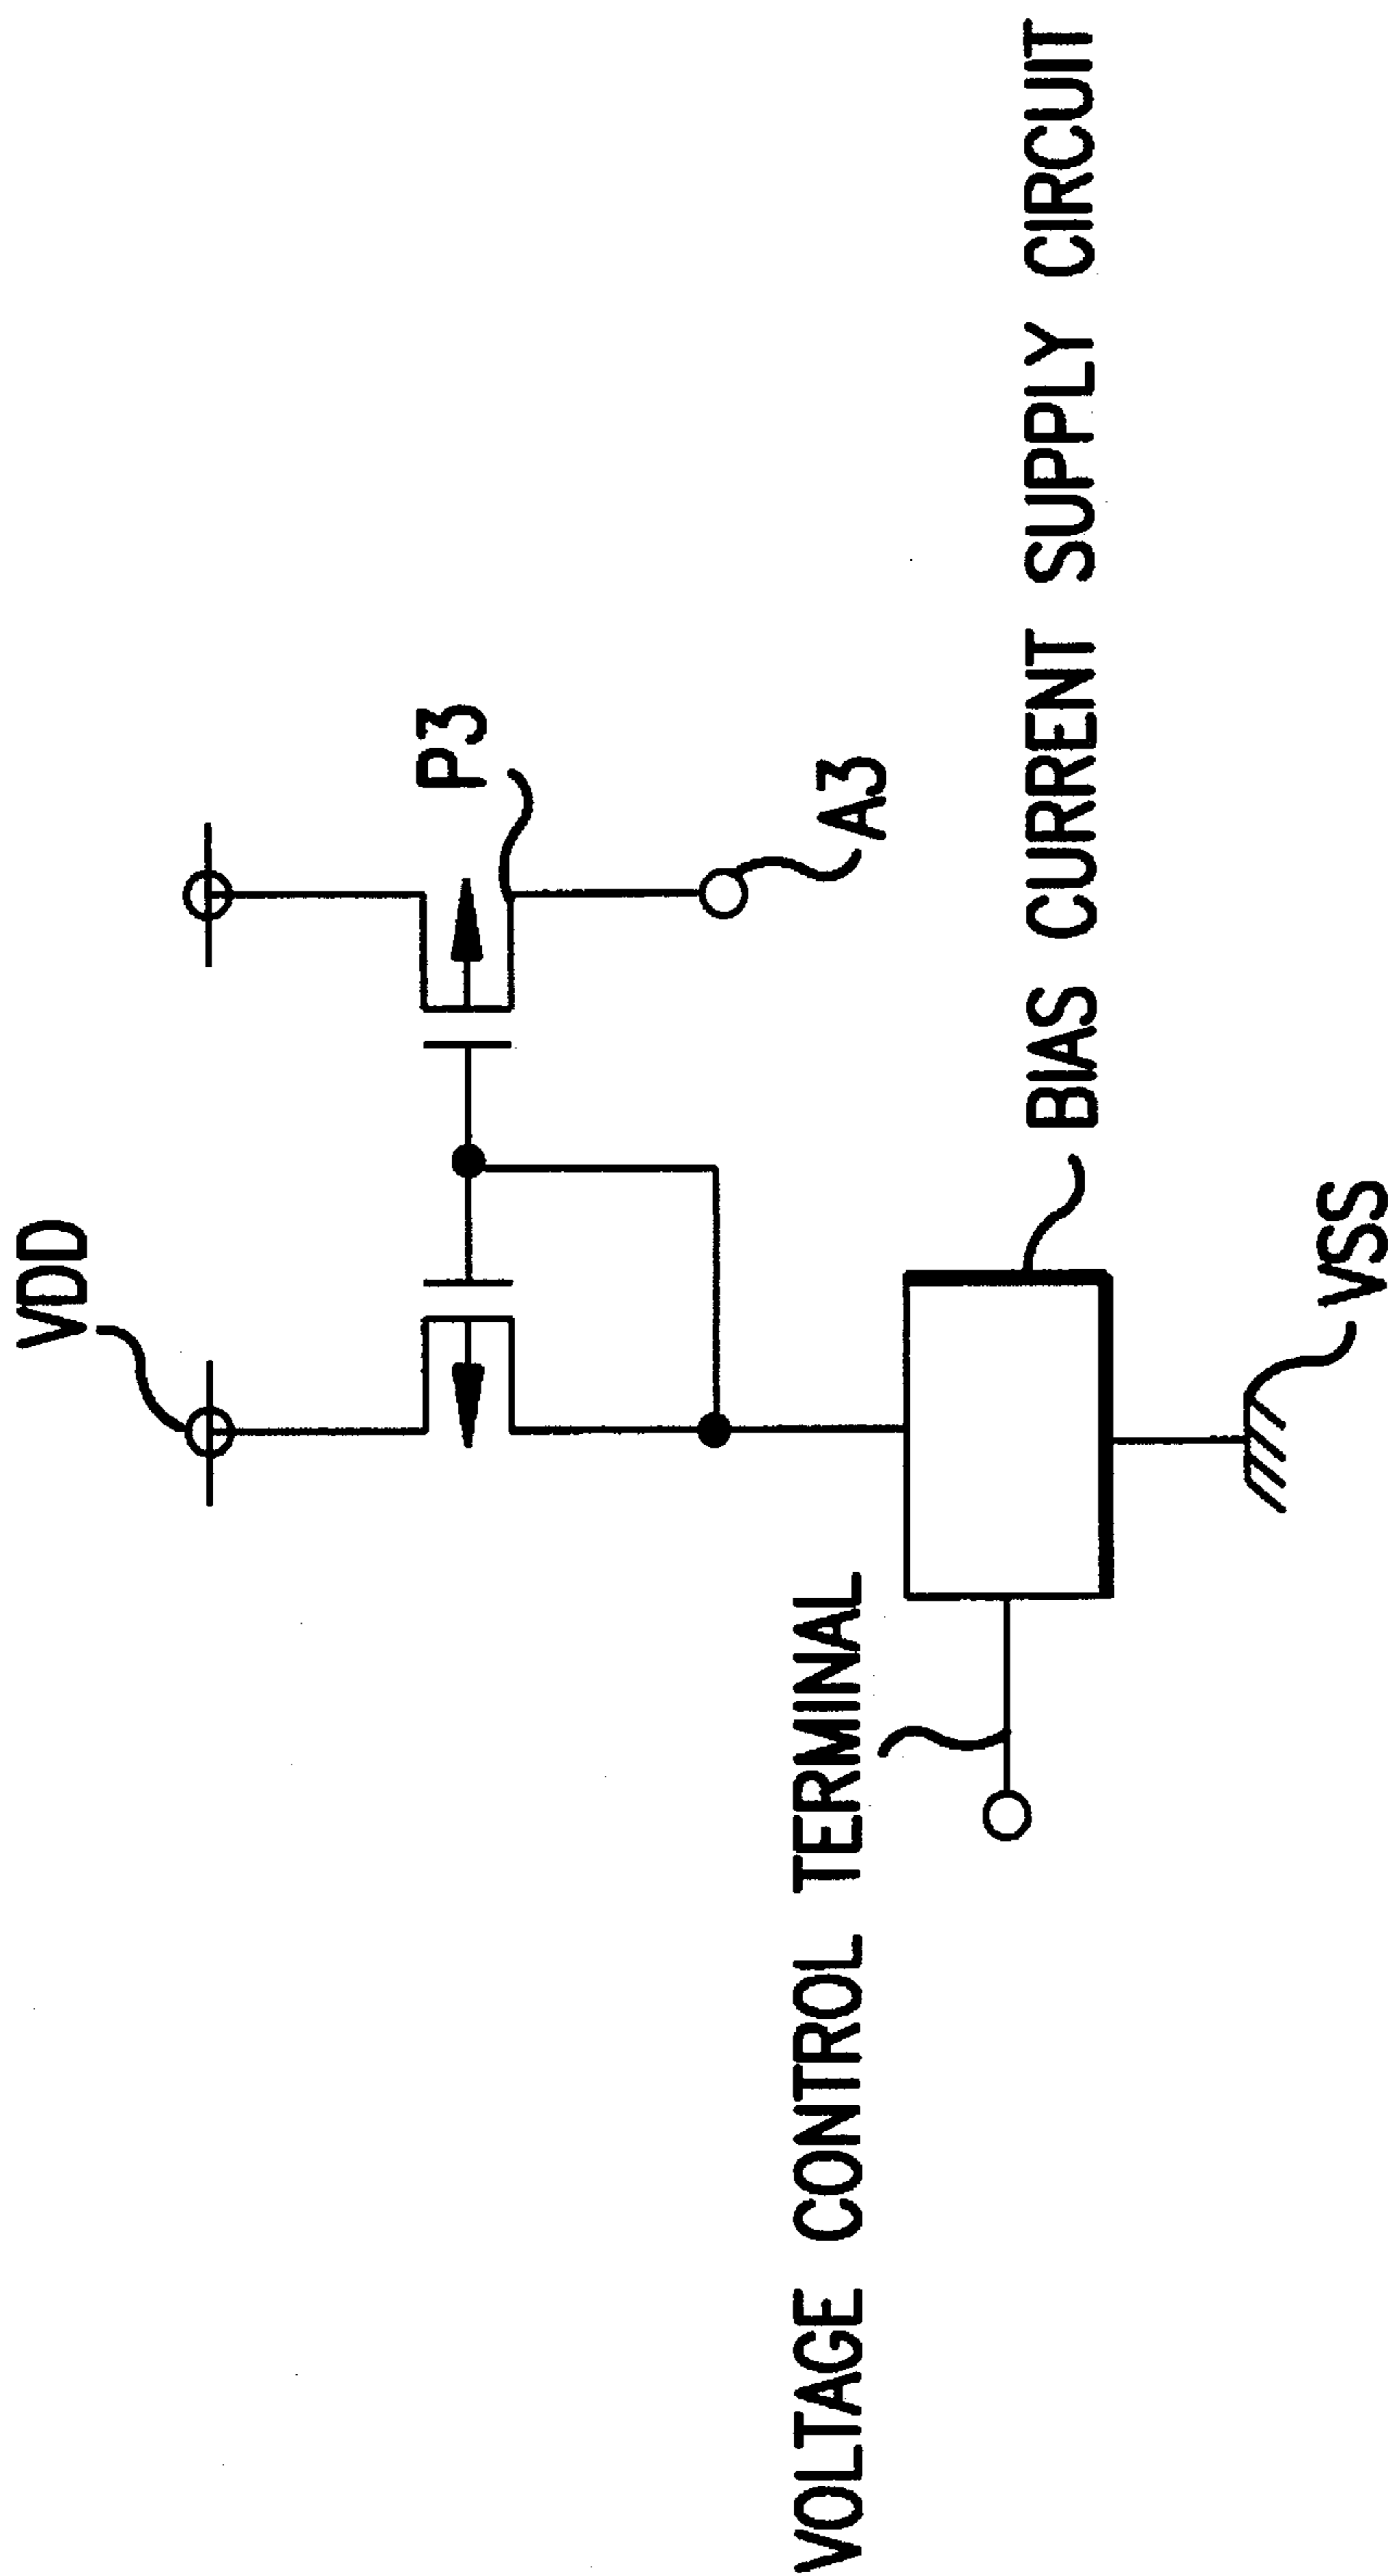 VDD
P3
A3
VOLTAGE CONTROL TERMINAL
BIAS CURRENT SUPPLY CIRCUIT
VSS